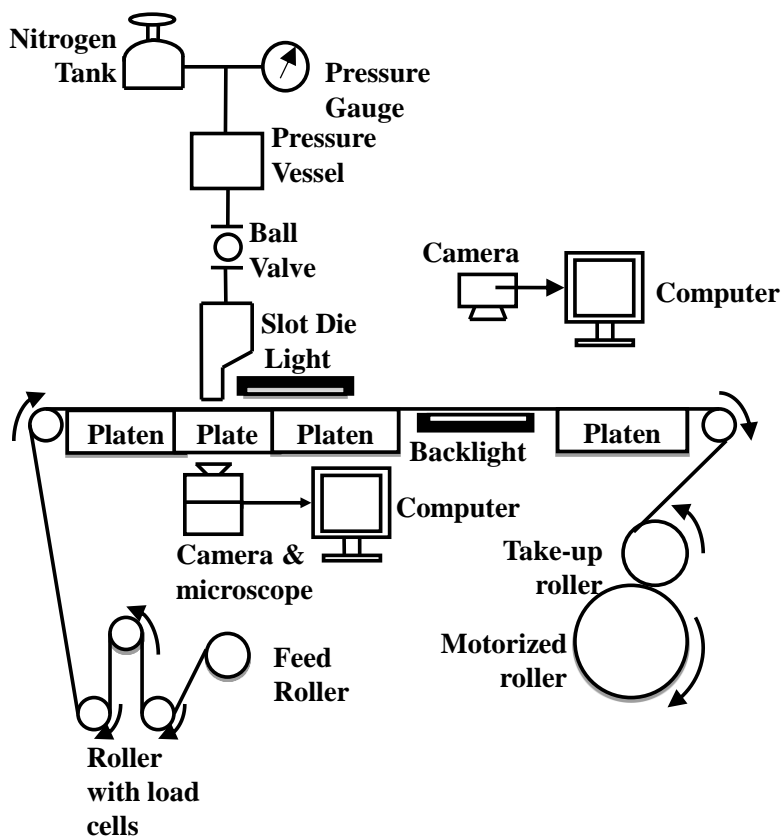 Nitrogen
Tank
Pressure
Gauge
Pressure
Vessel
Ball
Valve
Camera
Computer
Slot Die
Light
Platen
Plate
Platen
Backlight
Platen
Computer
Camera &
microscope
Take-up
roller
Motorized
roller
Feed
Roller
Roller
with load
cells